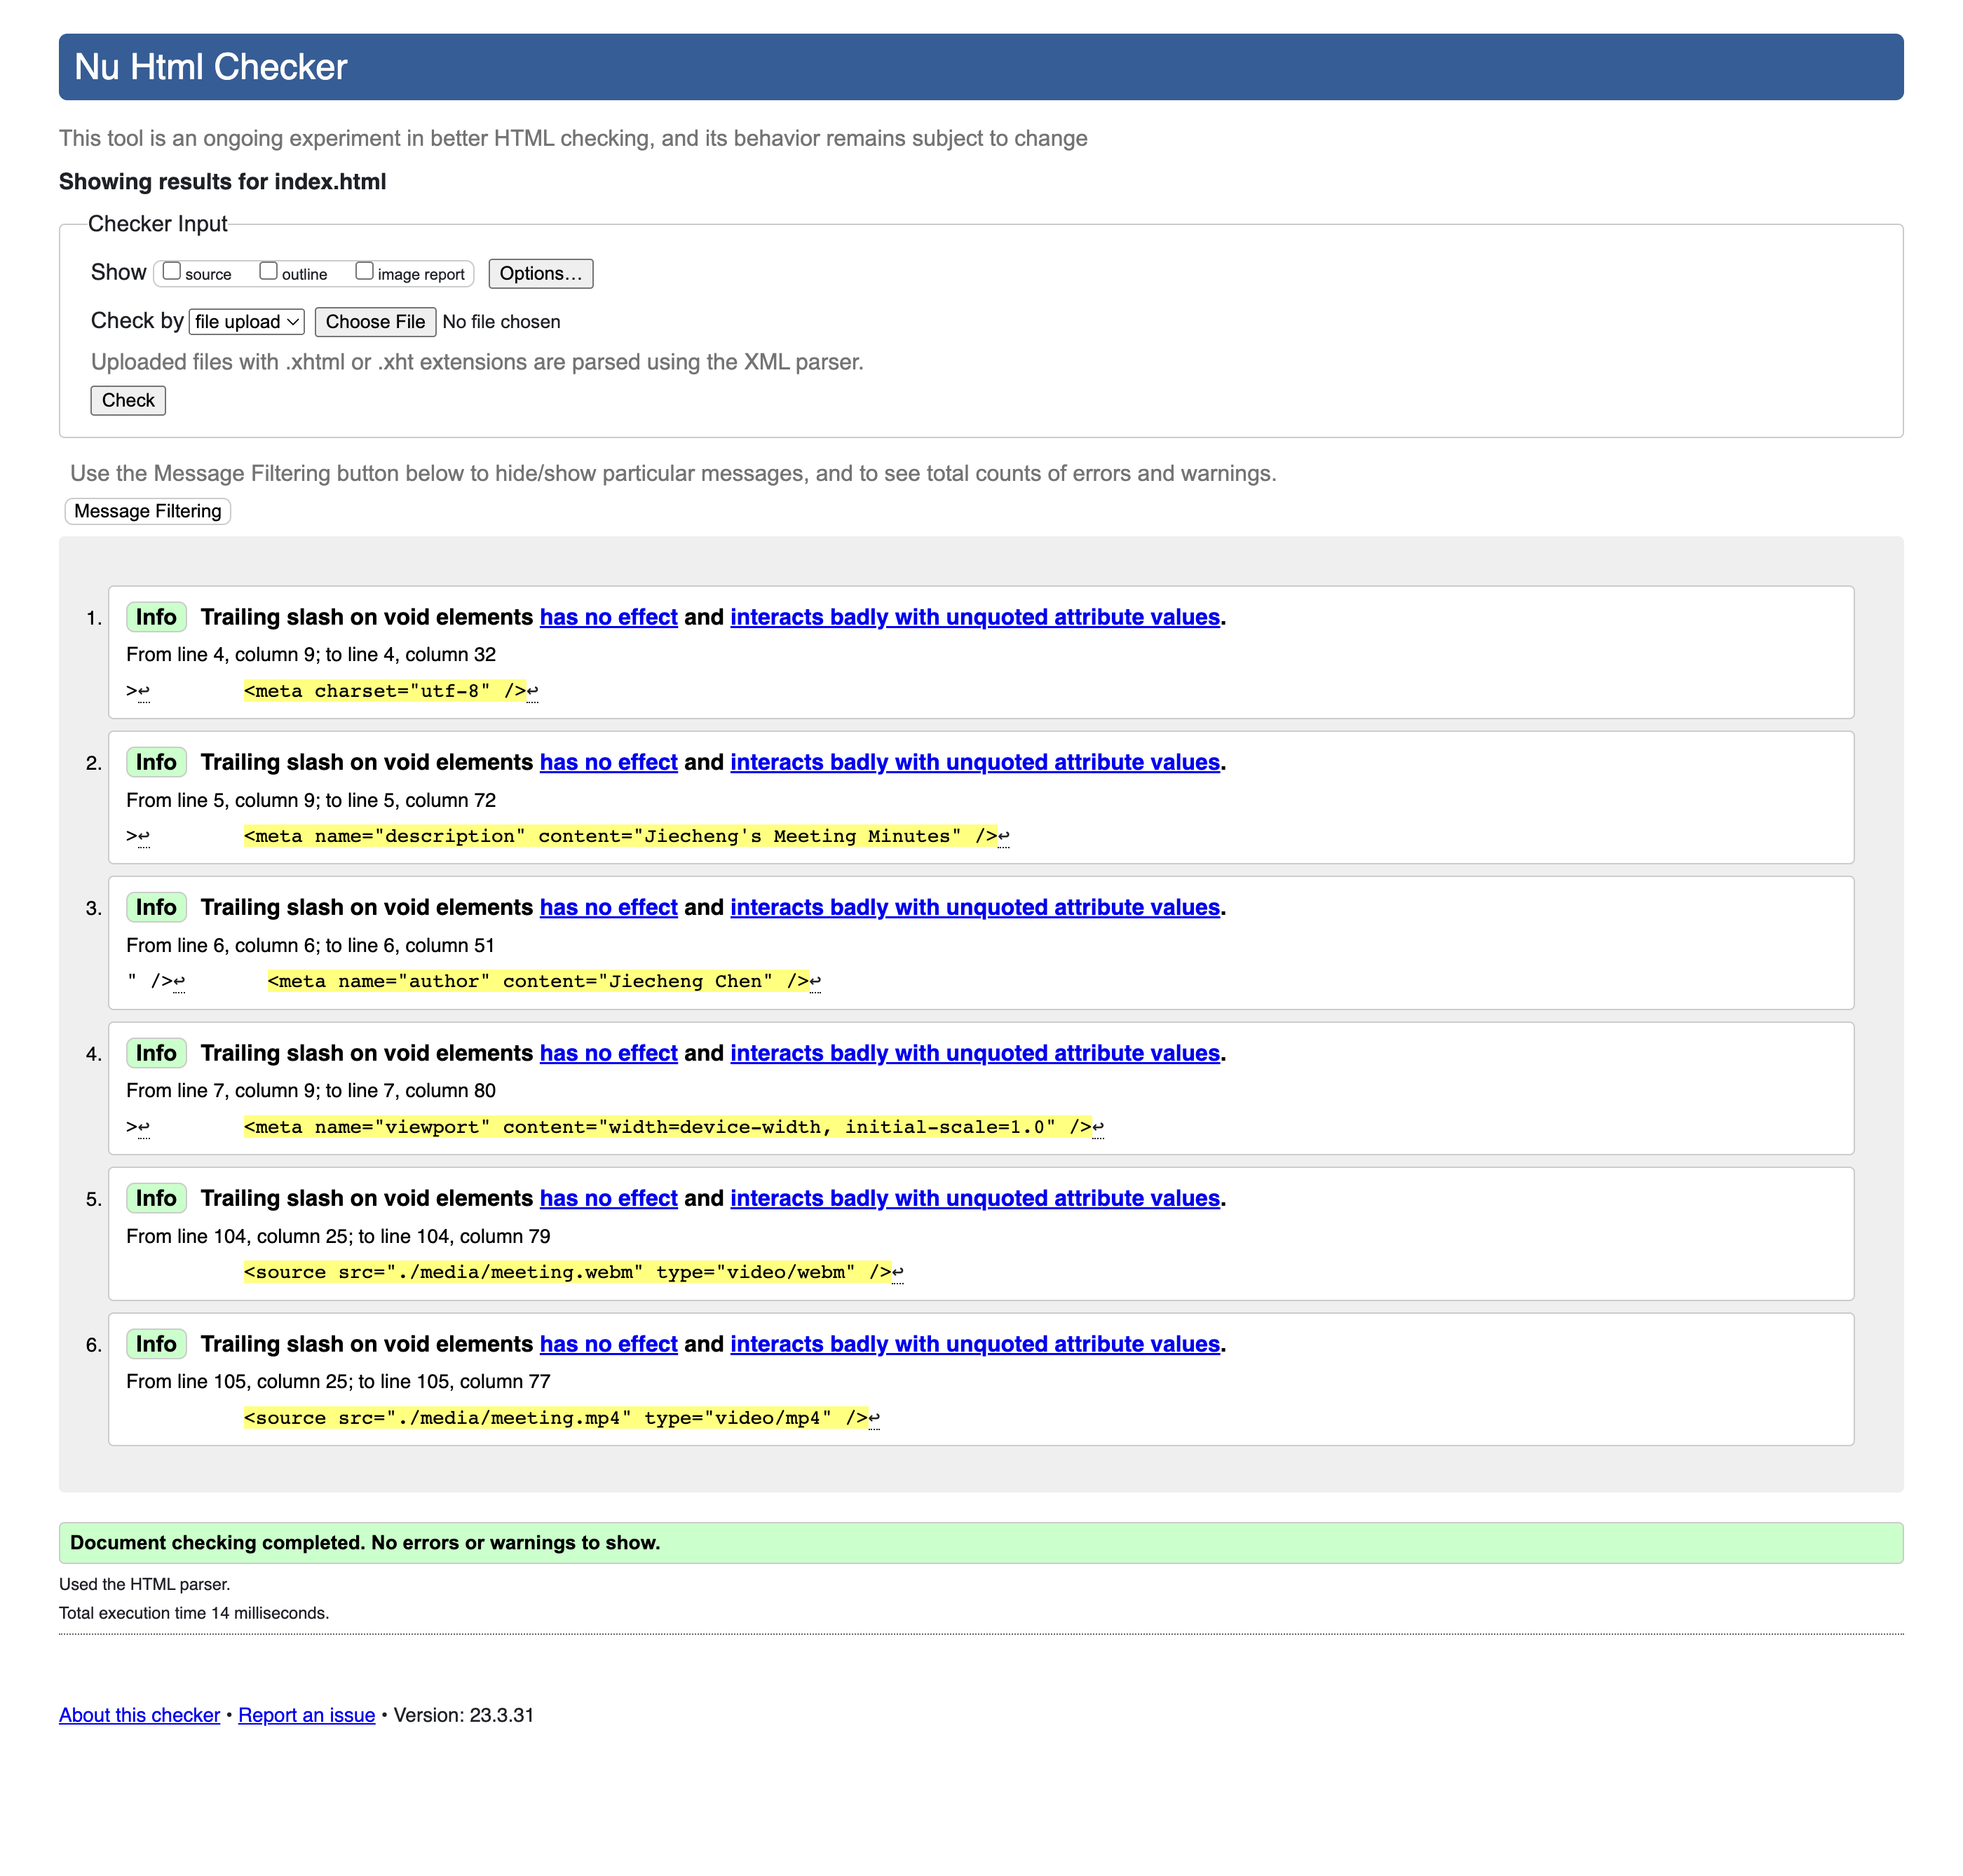 Nu Html Checker
This tool is an ongoing experiment in better HTML checking, and its behavior remains subject to change
Showing results for index.html
Checker Input
Show source outline image report Options…
Check by file upload Choose File No file chosen
Uploaded files with .xhtml or .xht extensions are parsed using the XML parser.
Check
Use the Message Filtering button below to hide/show particular messages, and to see total counts of errors and warnings.
Message Filtering
1. Info Trailing slash on void elements has no effect and interacts badly with unquoted attribute values.
From line 4, column 9; to line 4, column 32
>↩ <meta charset="utf-8" />↩
2. Info Trailing slash on void elements has no effect and interacts badly with unquoted attribute values.
From line 5, column 9; to line 5, column 72
>↩ <meta name="description" content="Jiecheng's Meeting Minutes" />↩
3. Info Trailing slash on void elements has no effect and interacts badly with unquoted attribute values.
From line 6, column 6; to line 6, column 51
" />↩ <meta name="author" content="Jiecheng Chen" />↩
4. Info Trailing slash on void elements has no effect and interacts badly with unquoted attribute values.
From line 7, column 9; to line 7, column 80
>↩ <meta name="viewport" content="width=device-width, initial-scale=1.0" />↩
5. Info Trailing slash on void elements has no effect and interacts badly with unquoted attribute values.
From line 104, column 25; to line 104, column 79
<source src="./media/meeting.webm" type="video/webm" />↩
6. Info Trailing slash on void elements has no effect and interacts badly with unquoted attribute values.
From line 105, column 25; to line 105, column 77
<source src="./media/meeting.mp4" type="video/mp4" />↩
Document checking completed. No errors or warnings to show.
Used the HTML parser.
Total execution time 14 milliseconds.
About this checker • Report an issue • Version: 23.3.31